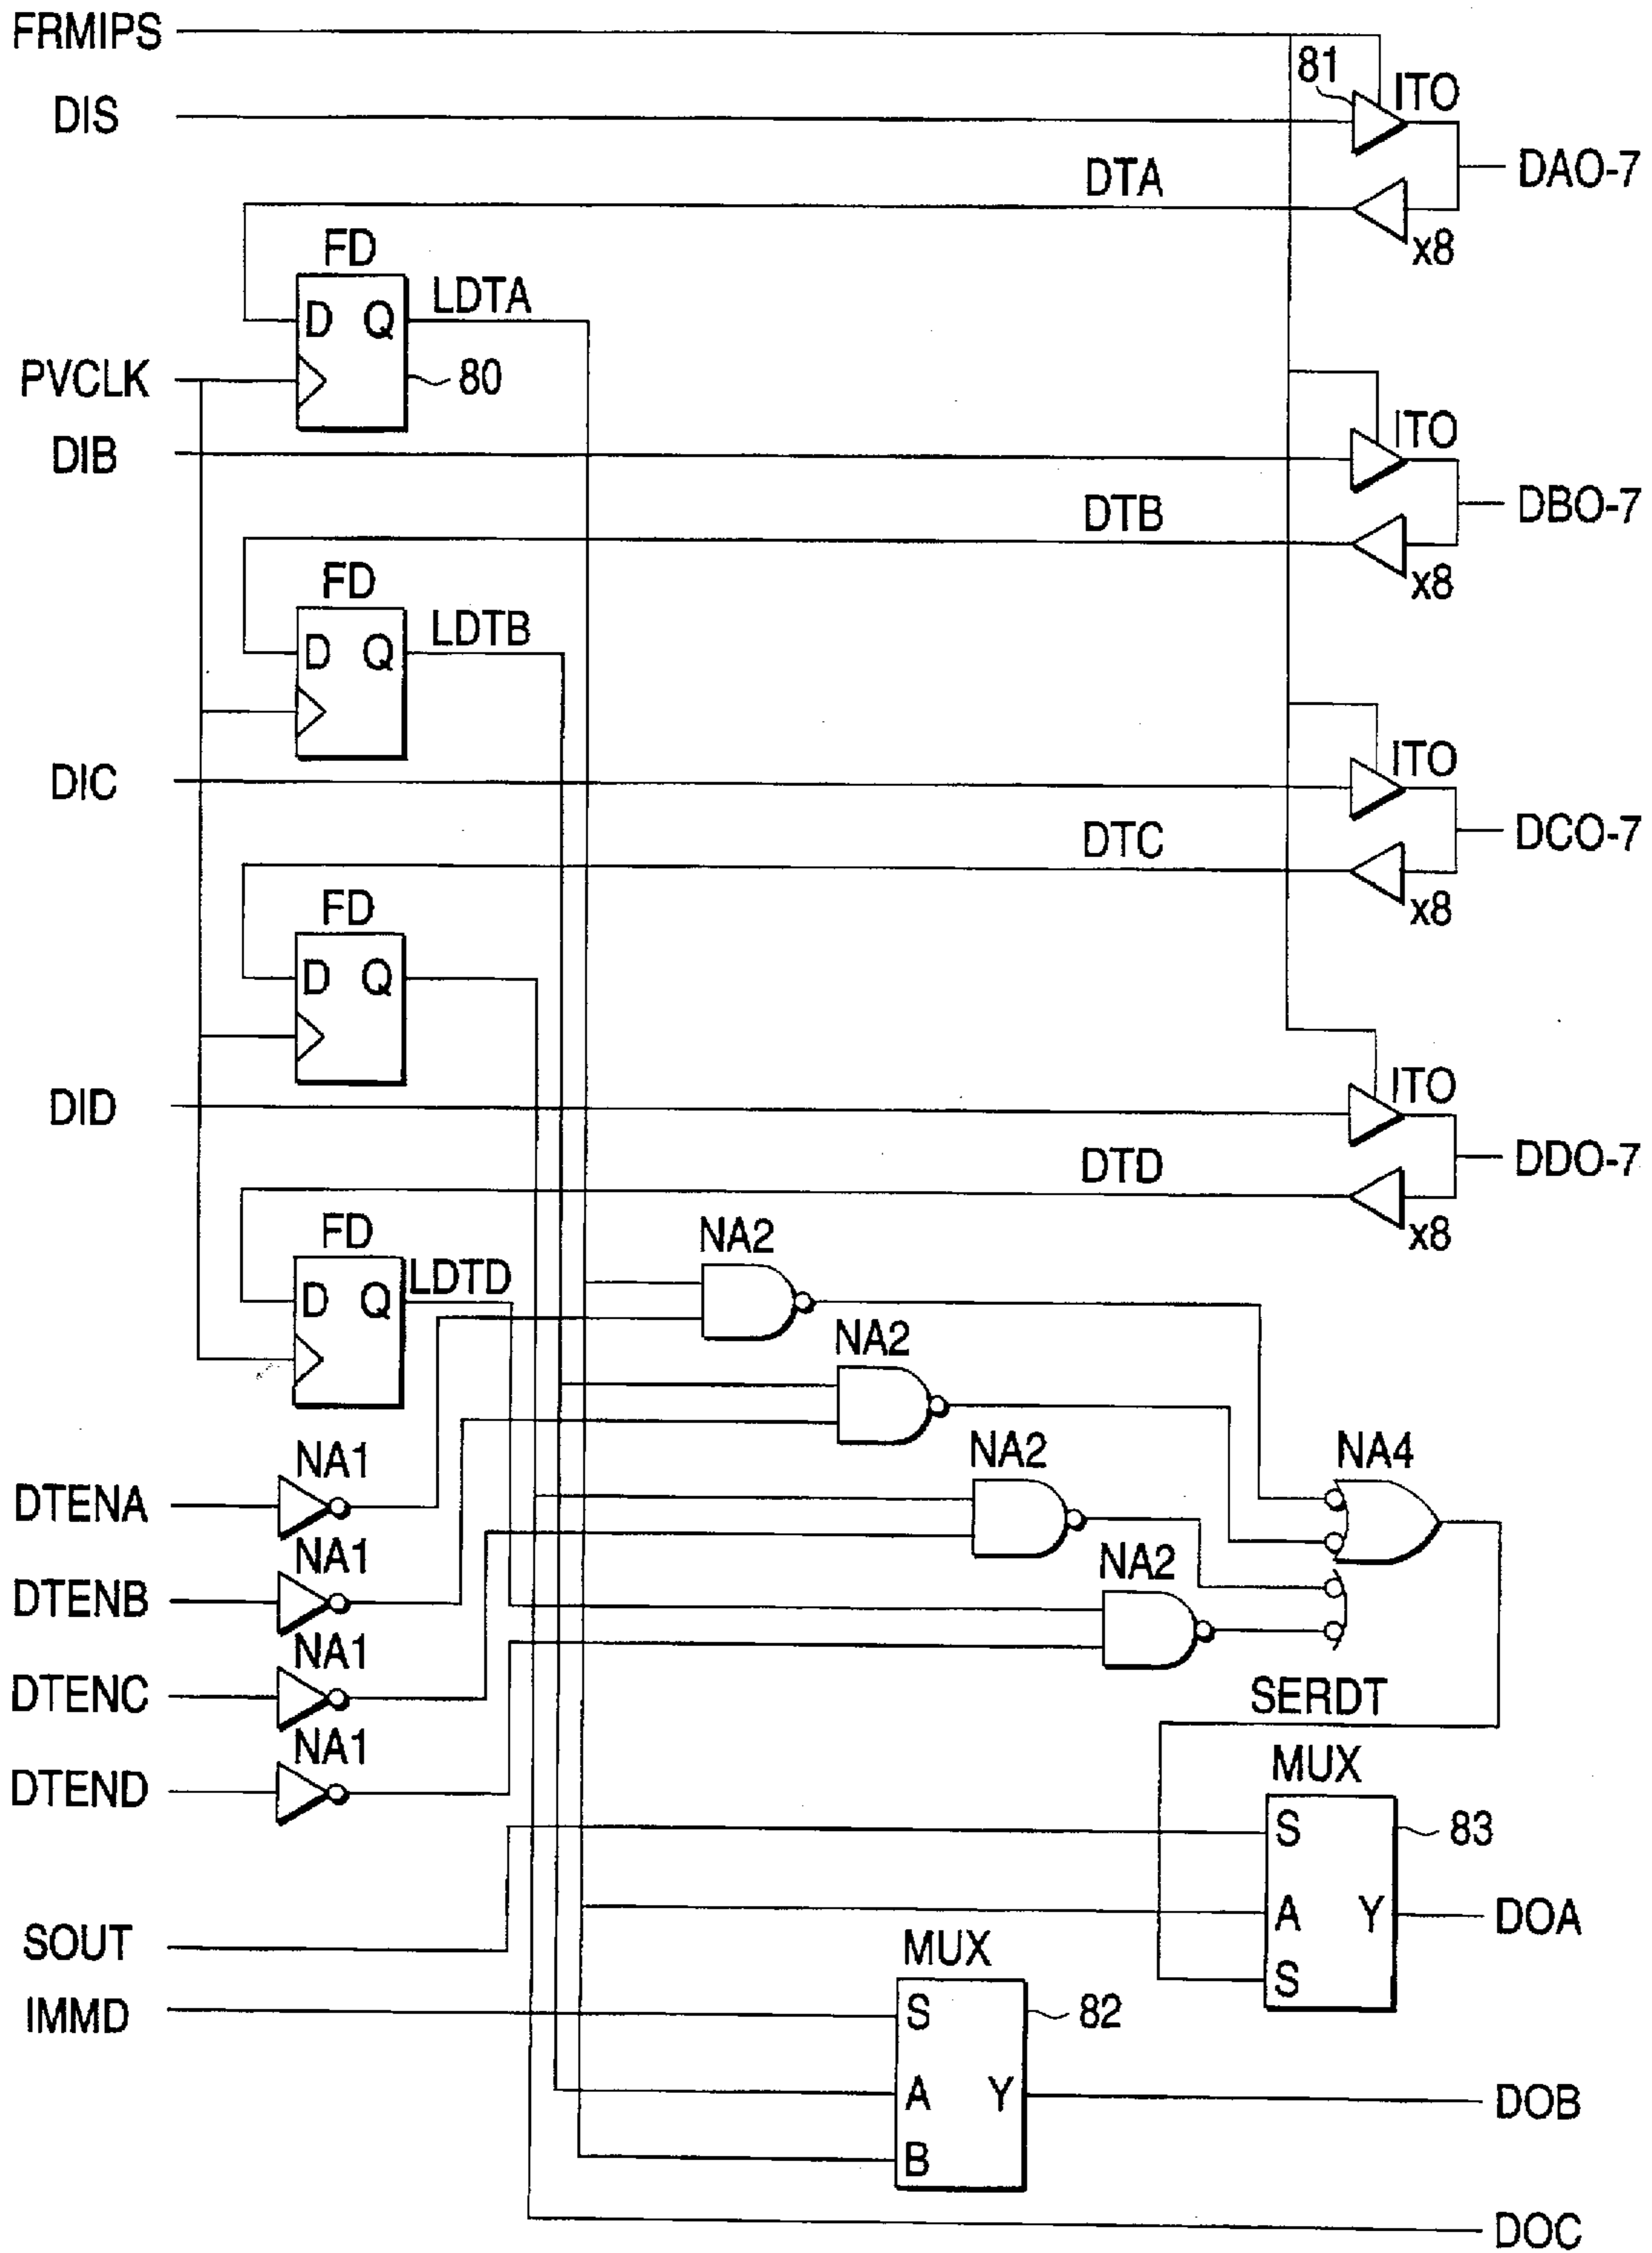 FRMIPS
81
ITO
DIS
DAO-7
DTA
x8
FD
LDTA
D Q
PVCLK
80
ITO
DIB
DBO-7
DTB
x8
FD
LDTB
D Q
ITO
DIC
DCO-7
DTC
x8
FD
D Q
ITO
DID
DDO-7
DTD
x8
FD
NA2
LDTD
D Q
NA2
NA1
NA2
NA4
DTENA
NA1
NA2
DTENB
NA1
DTENC
SERDT
NA1
MUX
DTEND
S
83
A Y
DOA
SOUT
MUX
S
IMMD
S
82
A Y
DOB
B
DOC